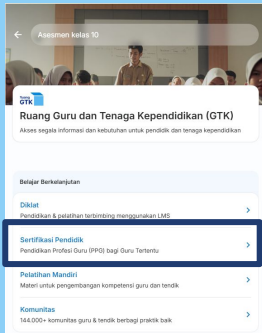 Asesmen kelas 10
Ruang
GTK
Ruang Guru dan Tenaga Kependidikan (GTK)
Akses segala informasi dan kebutuhan untuk pendidik dan tenaga kependidikan
Belajar Berkelanjutan
Diklat
Pendidikan & pelatihan terbimbing menggunakan LMS
Sertifikasi Pendidik
Pendidikan Profesi Guru (PPG) bagi Guru Tertentu
Pelatihan Mandiri
Materi untuk pengembangan kompetensi guru dan tendik
Komunitas
144.000+ komunitas guru & tendik berbagi praktik baik